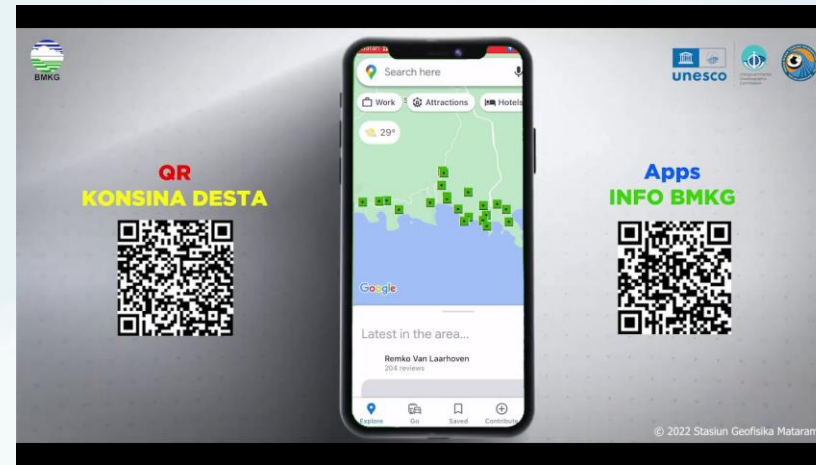 BMKG
unesco
QR
KONSINA DESTA
Search here
Work
Attractions
Hotels
29°
Google
Latest in the area...
Remko Van Laarhoven
204 reviews
Explore
Go
Saved
Contribute
Apps
INFO BMKG
© 2022 Stasiun Geofisika Mataram